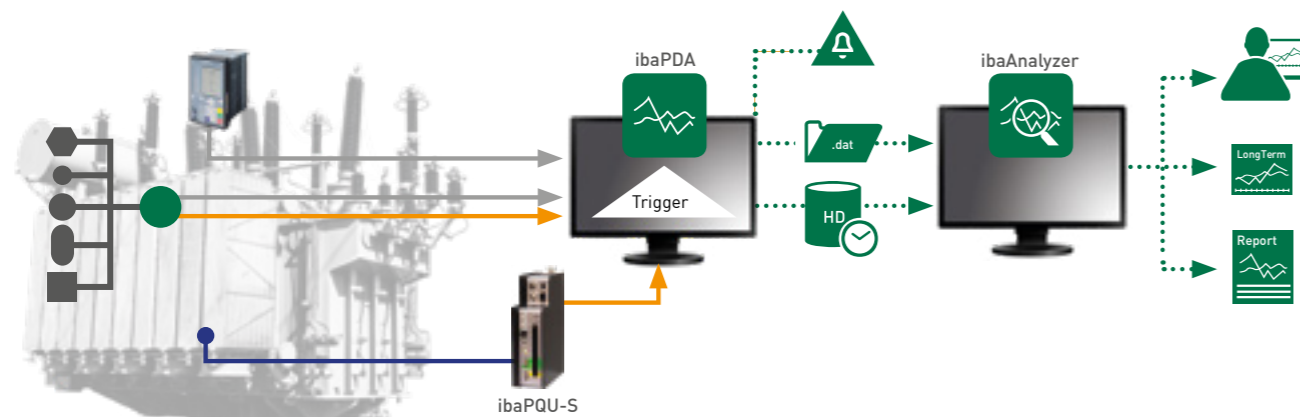 ibaPDA
ibaAnalyzer
.dat
LongTerm
Trigger
HD
Report
ibaPQU-S